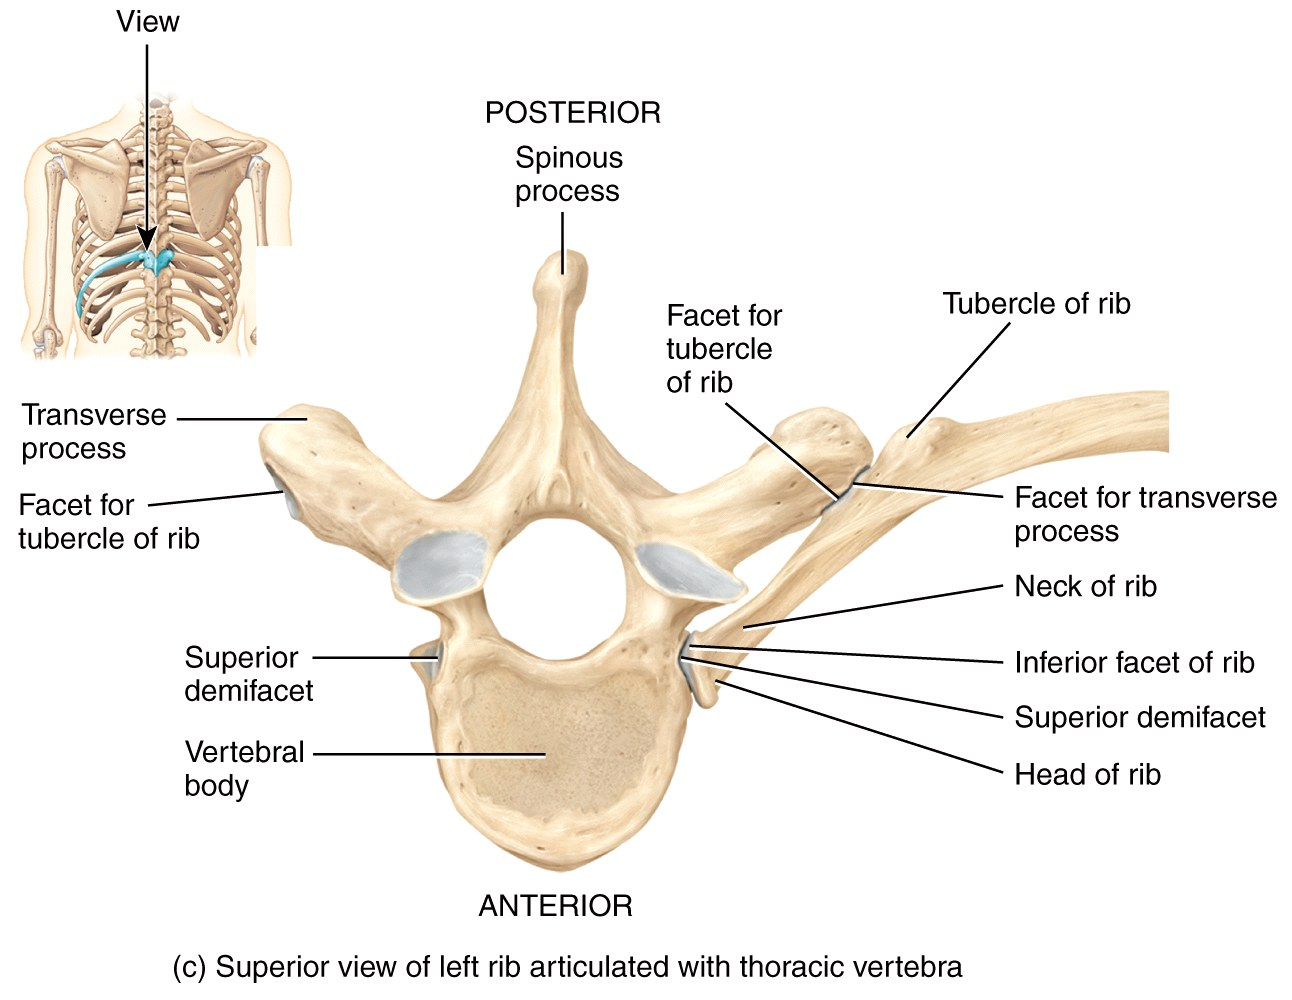 View
POSTERIOR
Spinous
process
Facet for
tubercle
of rib
Tubercle of rib
Transverse
process
Facet for
tubercle of rib
Facet for transverse
process
Neck of rib
Superior
demifacet
Inferior facet of rib
Superior demifacet
Vertebral
body
Head of rib
ANTERIOR
(c) Superior view of left rib articulated with thoracic vertebra